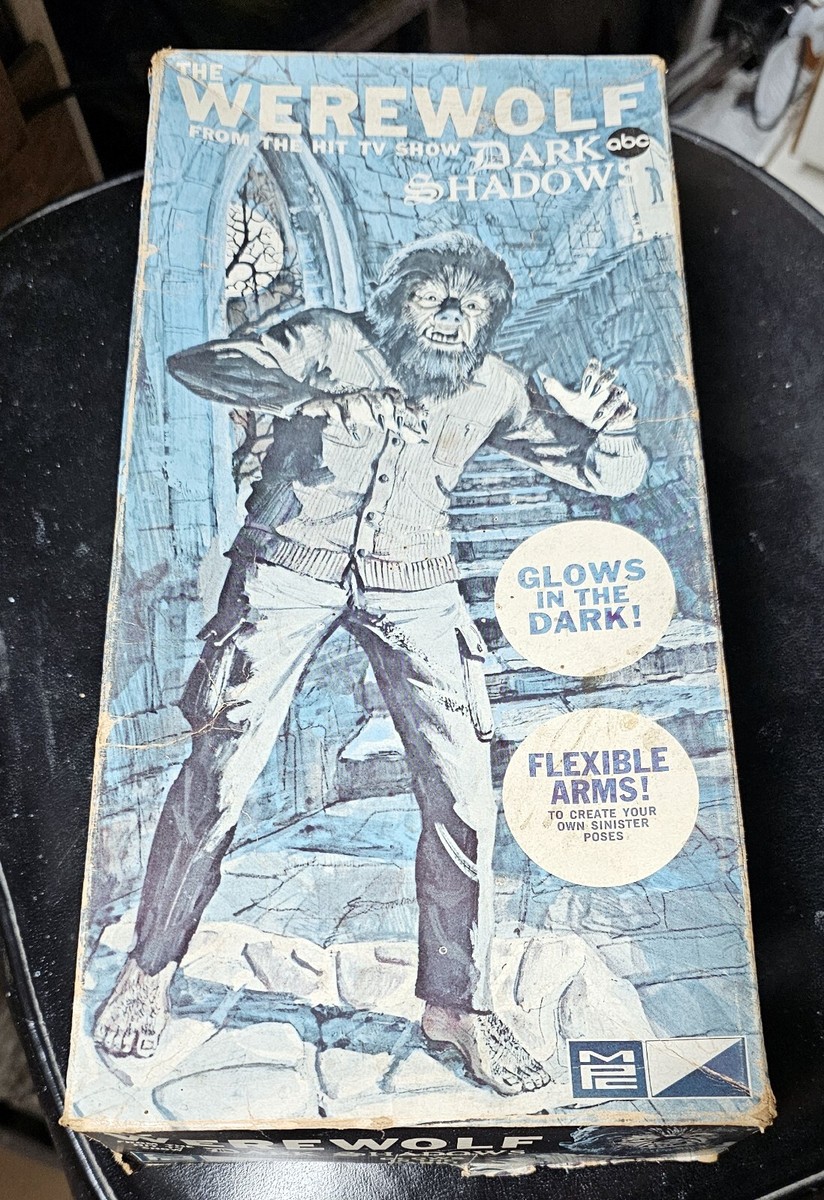 THE
WEREWOLF
FROM THE HIT TV SHOW DARK abc
SHADOWS
GLOWS
IN THE
DARK!
FLEXIBLE
ARMS!
TO CREATE YOUR
OWN SINISTER
POSES
MPC
WEREWOLF